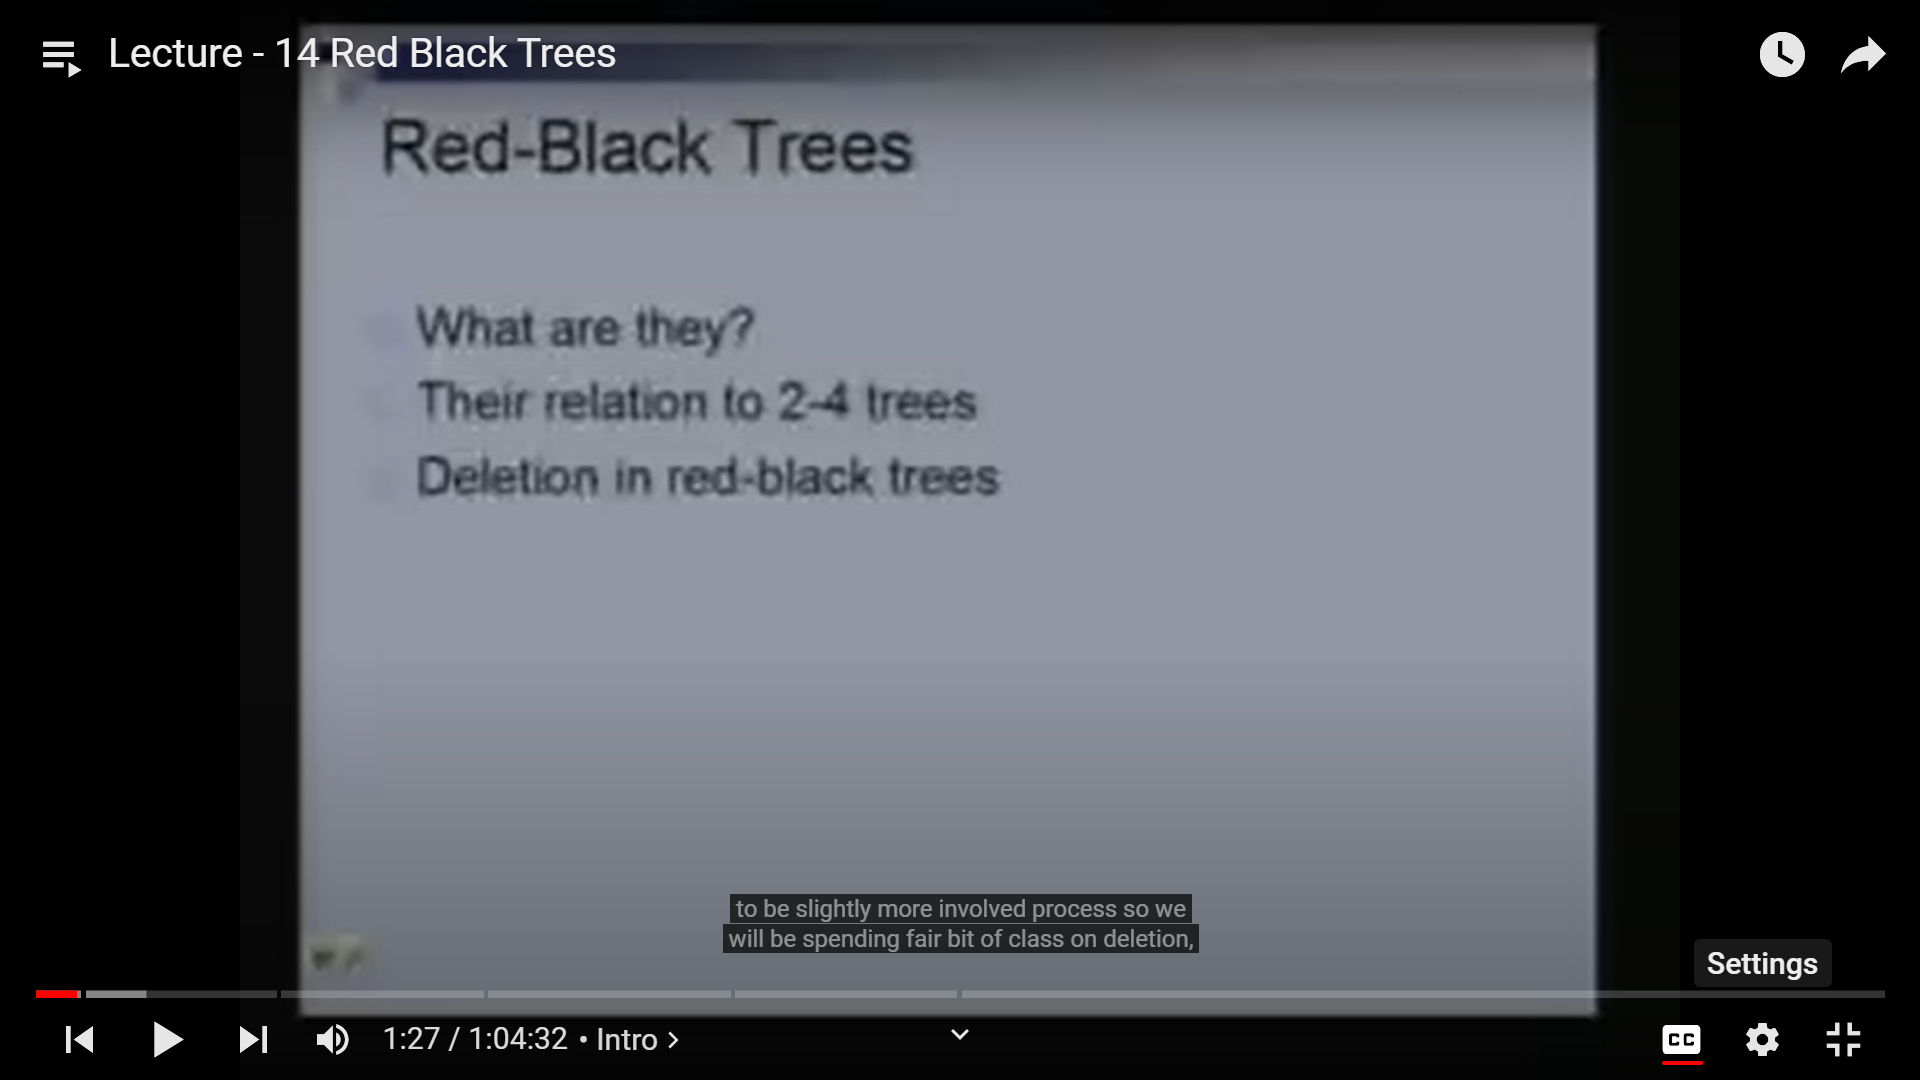 Lecture - 14 Red Black Trees
Red-Black Trees
What are they?
Their relation to 2-4 trees
Deletion in red-black trees
to be slightly more involved process so we
will be spending fair bit of class on deletion,
Settings
1:27 / 1:04:32 • Intro >
CC